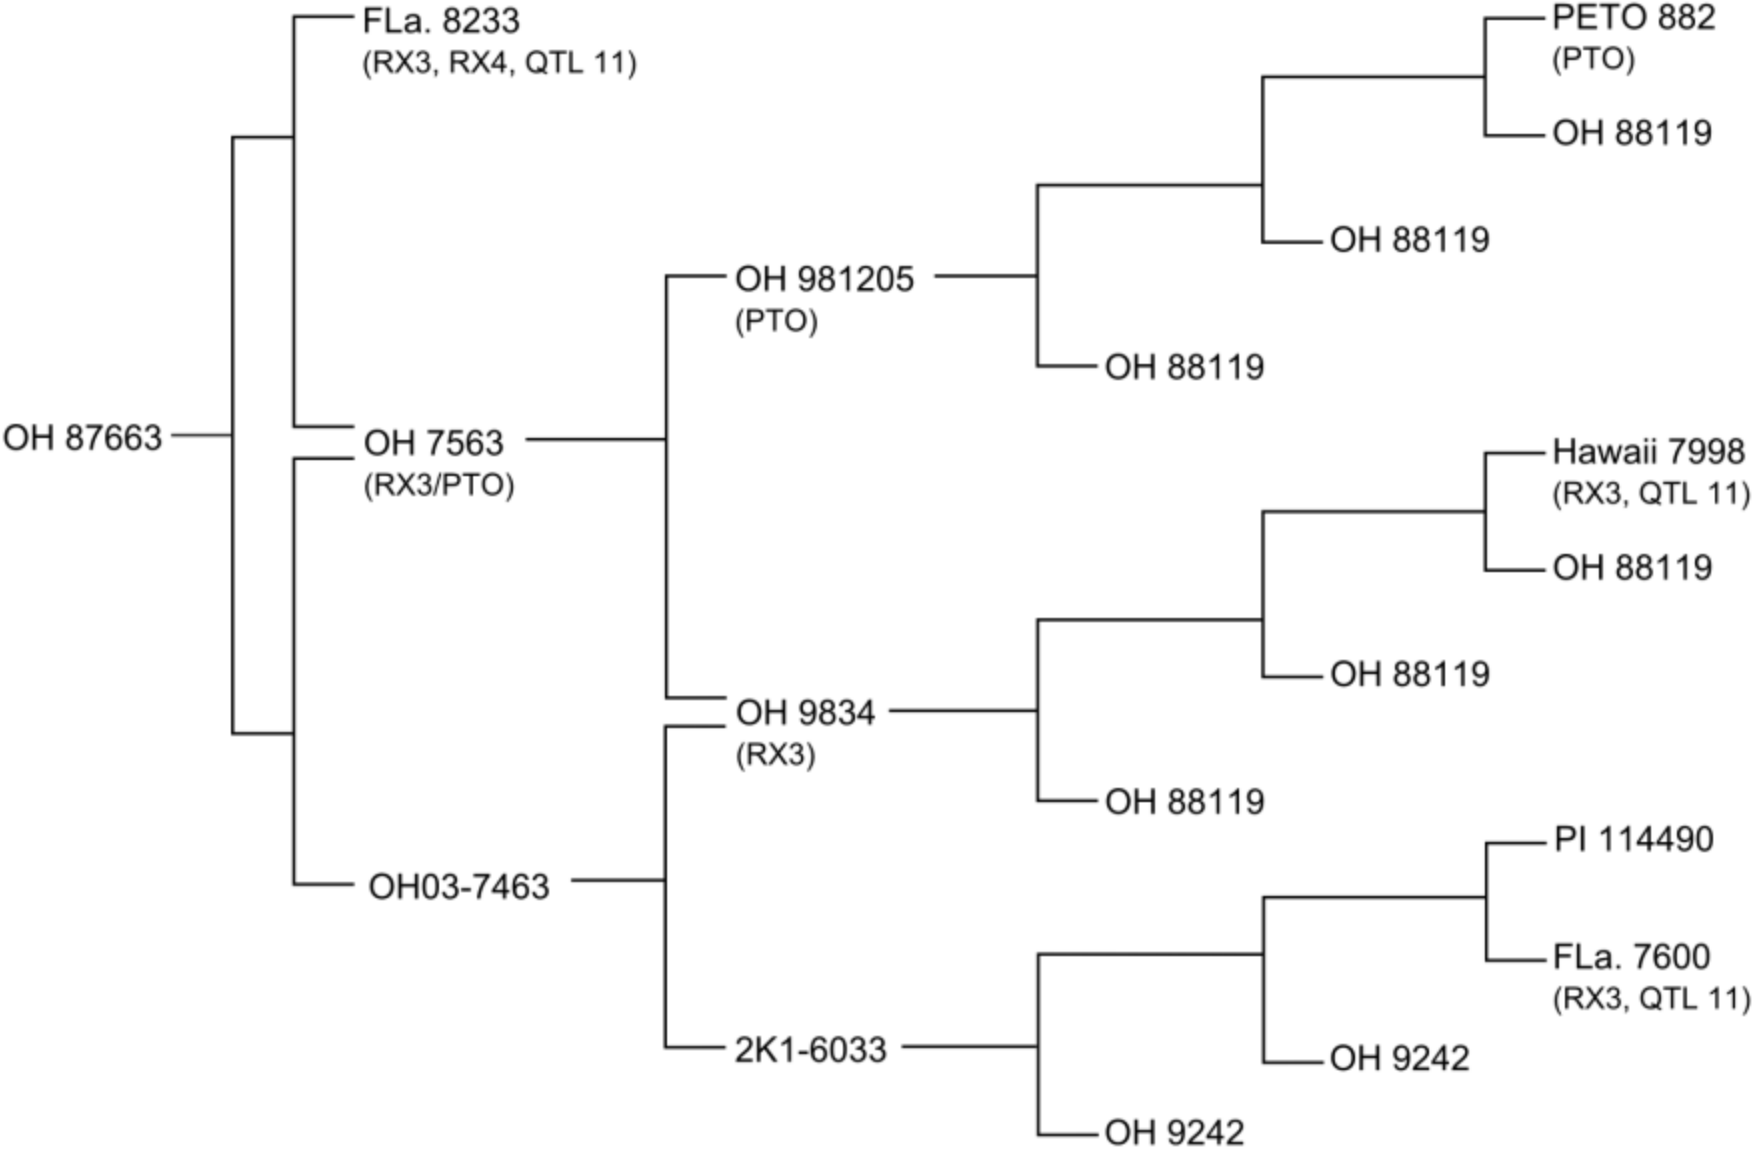 FLa. 8233
(RX3, RX4, QTL 11)
PETO 882
(PTO)
OH 88119
OH 88119
OH 981205
(PTO)
OH 88119
OH 87663
OH 7563
(RX3/PTO)
Hawaii 7998
(RX3, QTL 11)
OH 88119
OH 88119
OH 9834
(RX3)
OH 88119
OH03-7463
PI 114490
FLa. 7600
(RX3, QTL 11)
2K1-6033
OH 9242
OH 9242